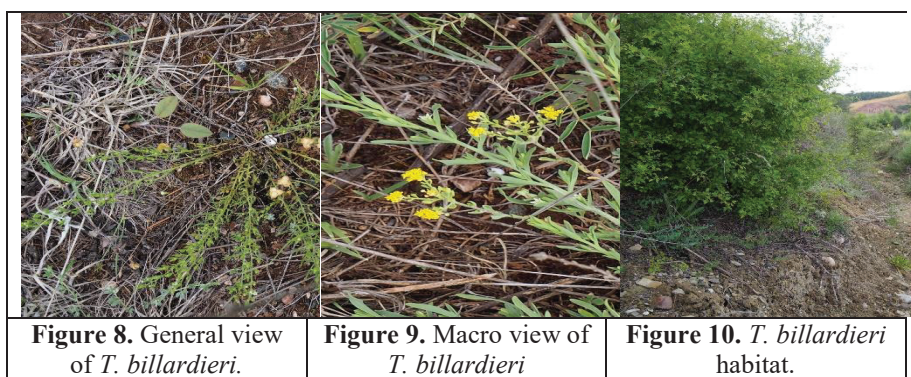 Figure 8. General view
of T. billardieri.
Figure 9. Macro view of
T. billardieri
Figure 10. T. billardieri
habitat.